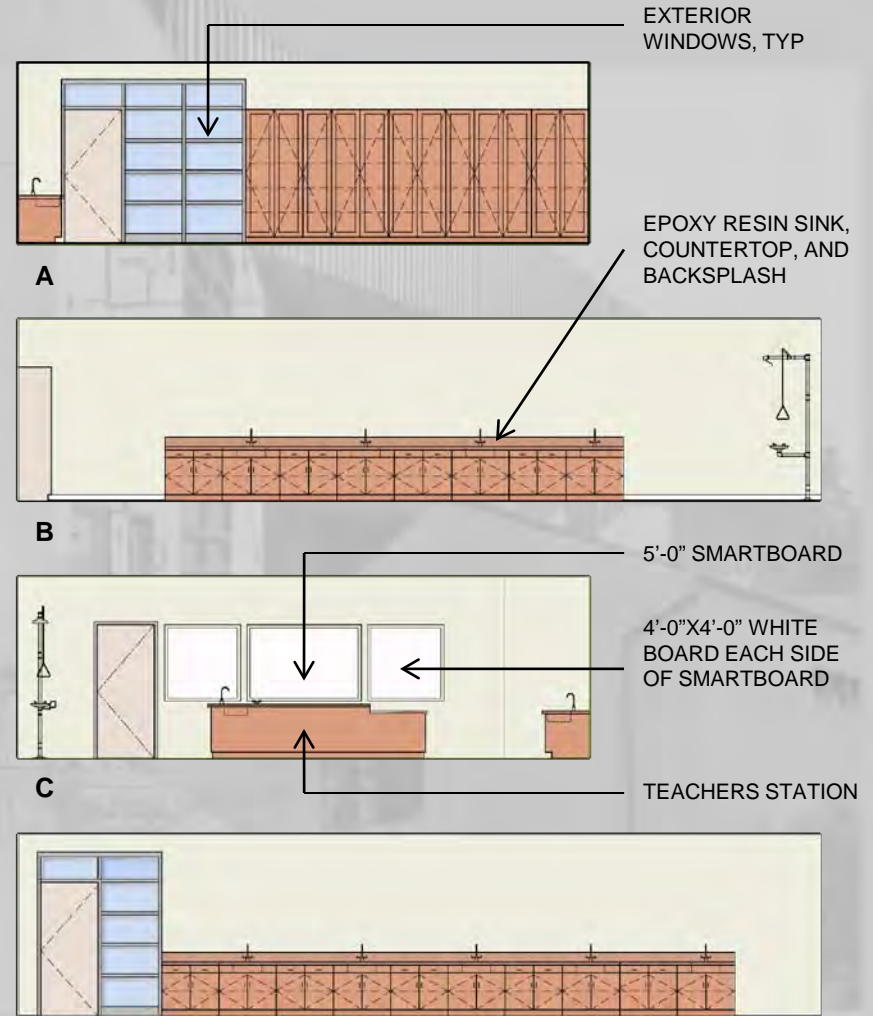 EXTERIOR
WINDOWS, TYP
A
EPOXY RESIN SINK,
COUNTERTOP, AND
BACKSPLASH
B
5’-0” SMARTBOARD
4’-0”X4’-0” WHITE
BOARD EACH SIDE
OF SMARTBOARD
C
TEACHERS STATION